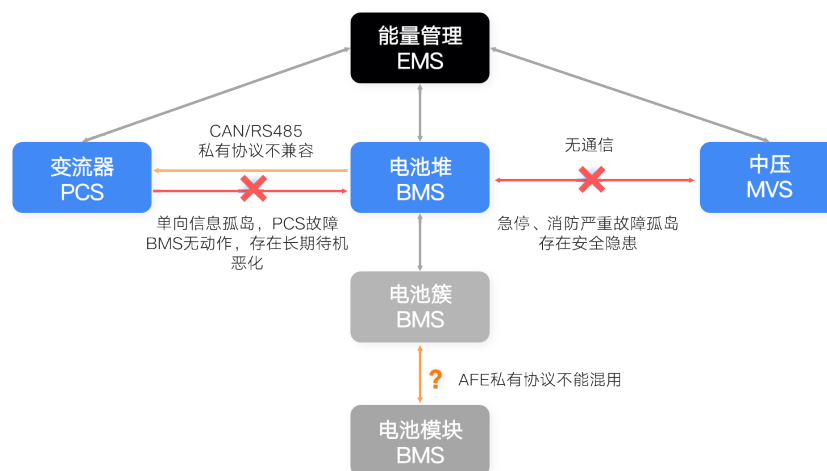 能量管理
EMS
CAN/RS485
私有协议不兼容
无通信
变流器
PCS
电池堆
BMS
中压
MVS
单向信息孤岛，PCS故障
BMS无动作，存在长期待机
恶化
急停、消防严重故障孤岛
存在安全隐患
电池簇
BMS
?
AFE私有协议不能混用
电池模块
BMS